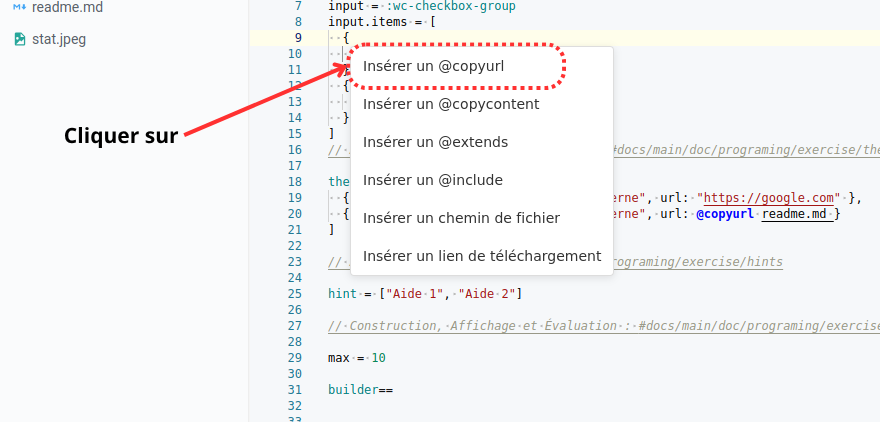 readme.md
stat.jpeg
Cliquer sur
7 input = :wc-checkbox-group
8 input.items = [
9 {
10
11 }
12 {
13
14 }
15 ]
16 // #docs/main/doc/programing/exercise/the
17
18 the
19 { erne", url: "https://google.com" },
20 { erne", url: @copyurl readme.md }
21 ]
22
23 // ograming/exercise/hints
24
25 hint = ["Aide 1", "Aide 2"]
26
27 // Construction, Affichage et Évaluation : #docs/main/doc/programing/exercise
28
29 max = 10
30
31 builder==
32
33
Insérer un @copyurl
Insérer un @copycontent
Insérer un @extends
Insérer un @include
Insérer un chemin de fichier
Insérer un lien de téléchargement